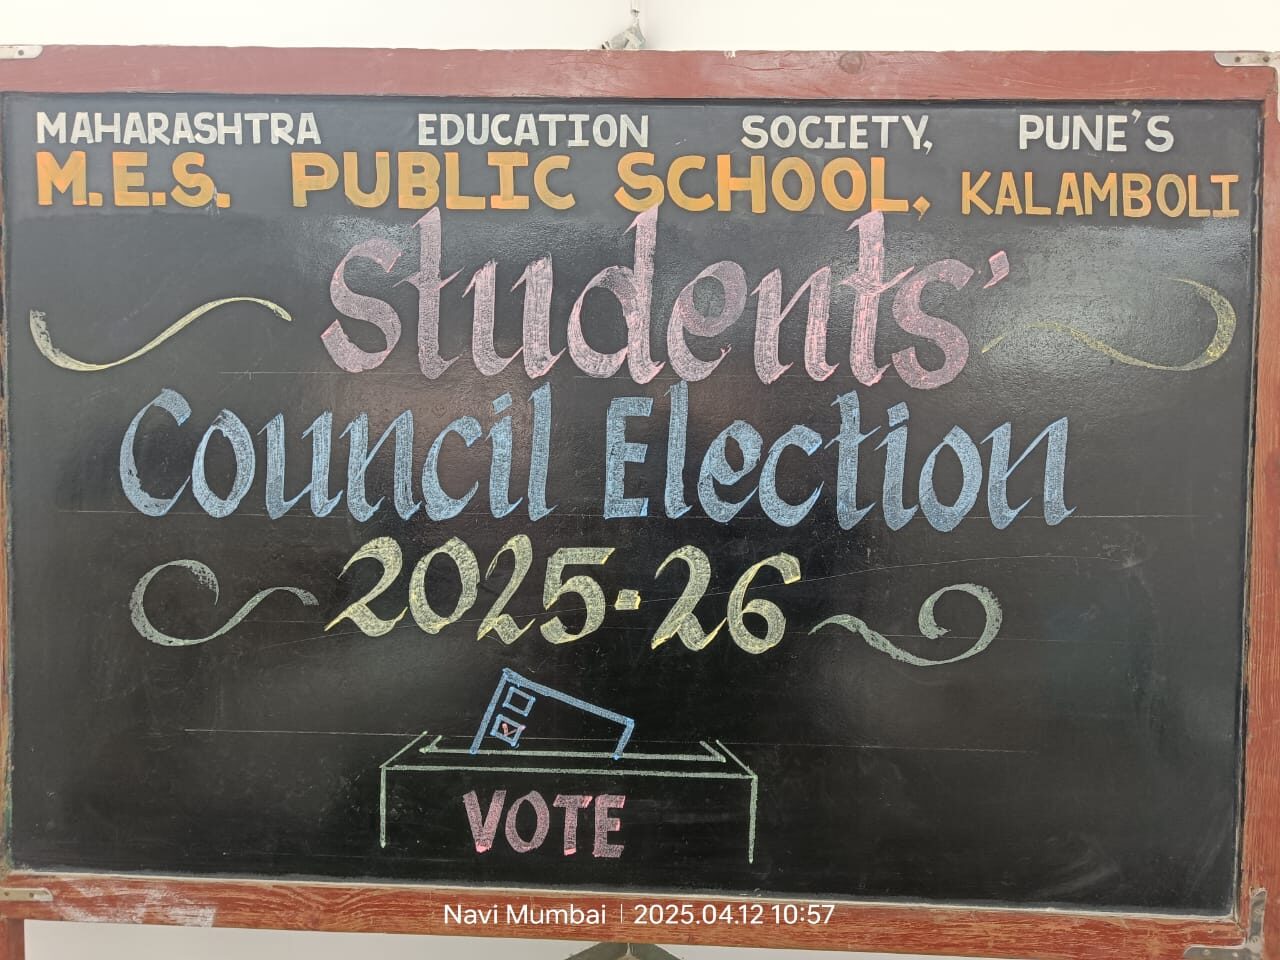 MAHARASHTRA EDUCATION SOCIETY, PUNE'S
M.E.S. PUBLIC SCHOOL, KALAMBOLI
Students'
Council Election
2025-26
VOTE
Navi Mumbai | 2025.04.12 10:57